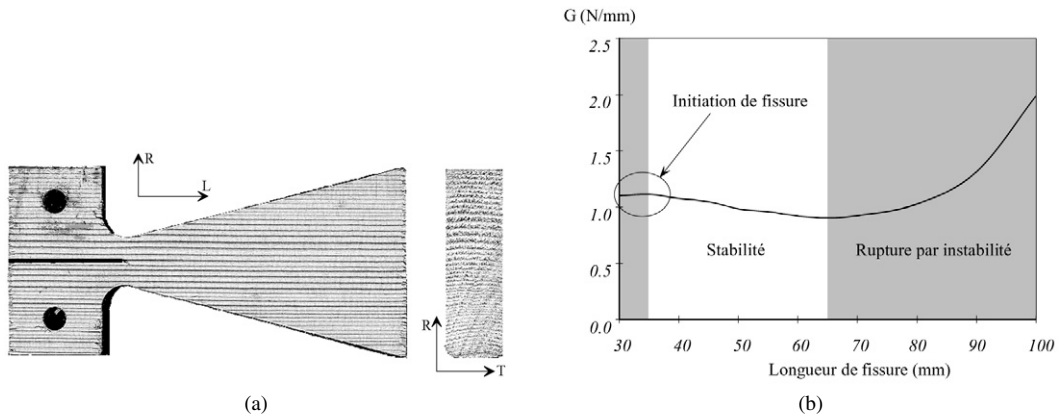 R
L
R
T
(a)
G (N/mm)
2.5
2.0
1.5
1.0
0.5
0.0
Initiation de fissure
Stabilité
Rupture par instabilité
30
40
50
60
70
80
90
100
Longueur de fissure (mm)
(b)